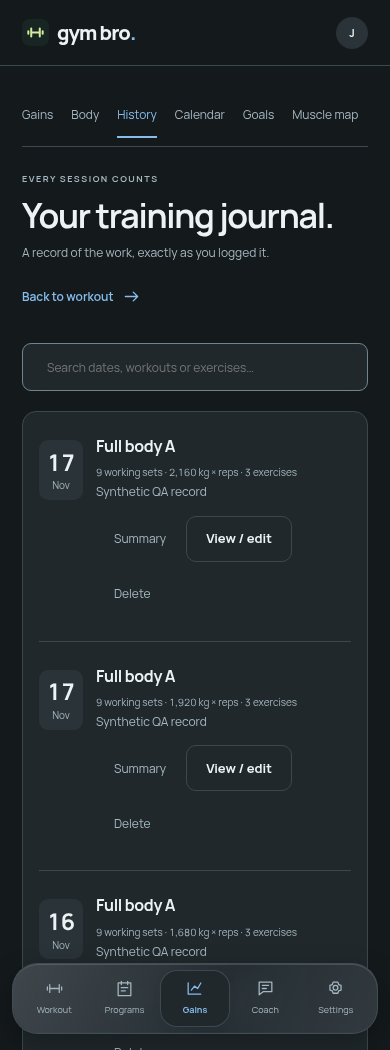 gym bro.
J
Gains Body History Calendar Goals Muscle map
EVERY SESSION COUNTS
Your training journal.
A record of the work, exactly as you logged it.
Back to workout →
Search dates, workouts or exercises…
17
Nov
Full body A
9 working sets · 2,160 kg × reps · 3 exercises
Synthetic QA record
Summary View / edit
Delete
17
Nov
Full body A
9 working sets · 1,920 kg × reps · 3 exercises
Synthetic QA record
Summary View / edit
Delete
16
Nov
Full body A
9 working sets · 1,680 kg × reps · 3 exercises
Synthetic QA record
Workout Programs Gains Coach Settings